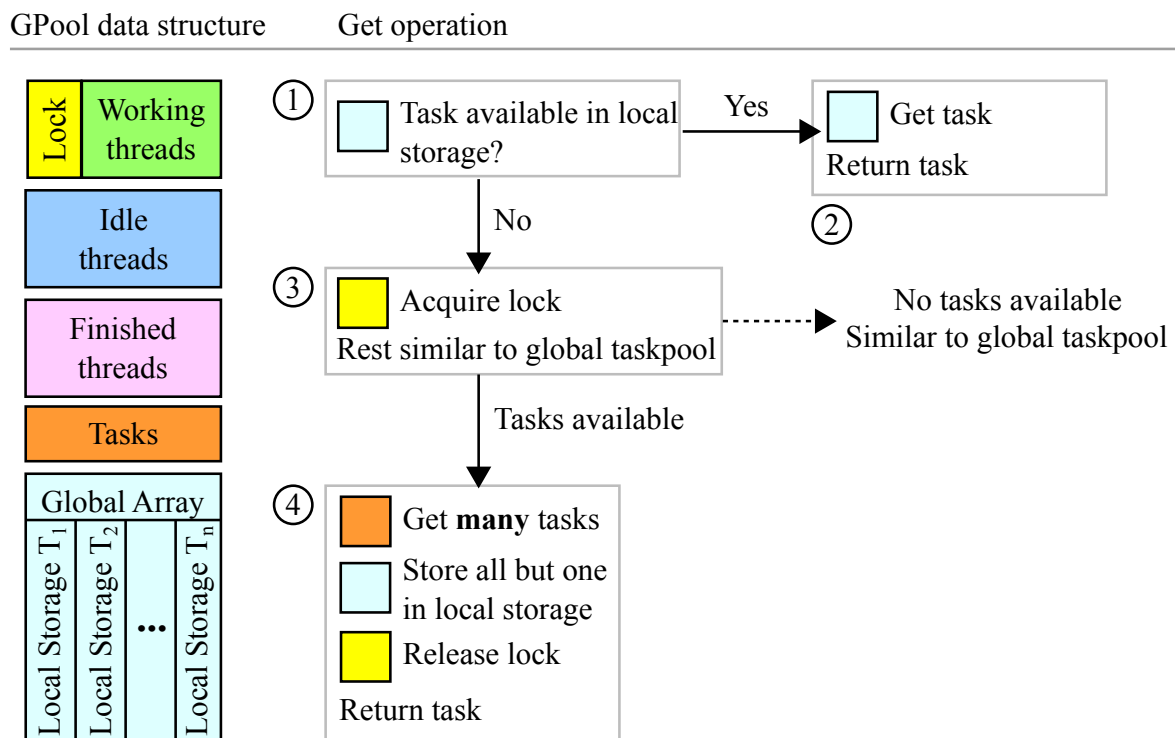 GPool data structure
Get operation
Lock
Working
threads
Idle
threads
Finished
threads
Tasks
Global Array
Local Storage T1
Local Storage T2
...
Local Storage Tn
1
Task available in local
storage?
Yes
Get task
Return task
2
No
3
Acquire lock
Rest similar to global taskpool
No tasks available
Similar to global taskpool
Tasks available
4
Get many tasks
Store all but one
in local storage
Release lock
Return task